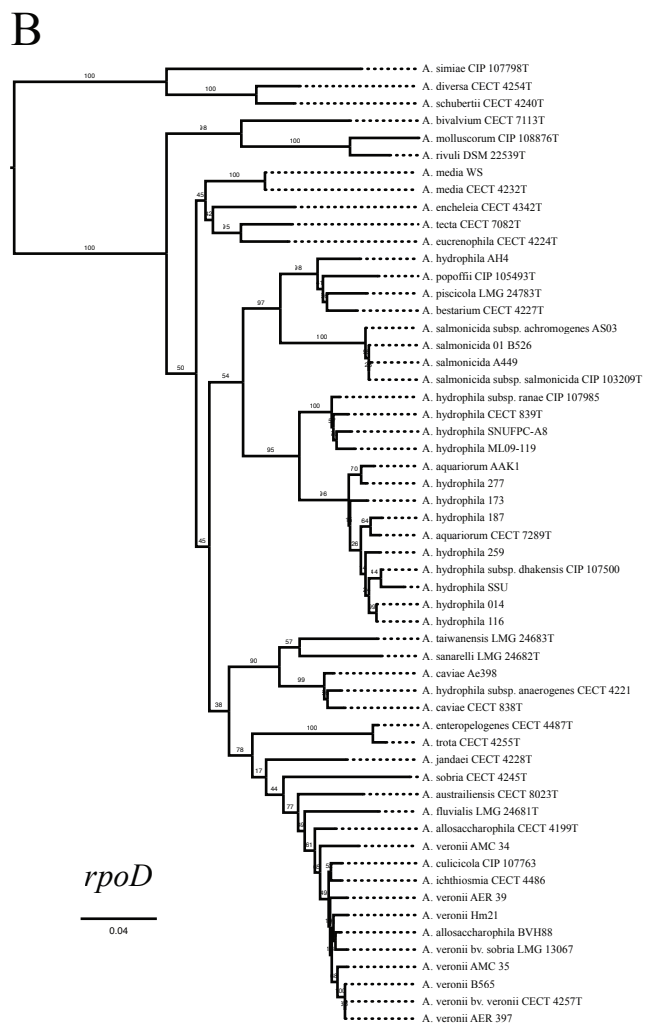 B
A. simiae CIP 107798T
100
A. diversa CECT 4254T
100
A. schubertii CECT 4240T
A. bivalvium CECT 7113T
98
A. molluscorum CIP 108876T
100
A. rivuli DSM 22539T
A. media WS
100
A. media CECT 4232T
45
A. encheleia CECT 4342T
A. tecta CECT 7082T
A. eucrenophila CECT 4224T
100
A. hydrophila AH4
98
A. popoffii CIP 105493T
A. piscicola LMG 24783T
97
A. bestarium CECT 4227T
A. salmonicida subsp. achromogenes AS03
100
A. salmonicida 01 B526
A. salmonicida A449
50
54
A. salmonicida subsp. salmonicida CIP 103209T
A. hydrophila subsp. ranae CIP 107985
100
A. hydrophila CECT 839T
A. hydrophila SNUFPC-A8
A. hydrophila ML09-119
95
A. aquariorum AAK1
70
A. hydrophila 277
A. hydrophila 173
A. hydrophila 187
64
A. aquariorum CECT 7289T
26
45
A. hydrophila 259
A. hydrophila subsp. dhakensis CIP 107500
A. hydrophila SSU
A. hydrophila 014
A. hydrophila 116
A. taiwanensis LMG 24683T
57
A. sanarelli LMG 24682T
90
A. caviae Ae398
99
A. hydrophila subsp. anaerogenes CECT 4221
A. caviae CECT 838T
38
A. enteropelogenes CECT 4487T
100
A. trota CECT 4255T
78
A. jandaei CECT 4228T
17
A. sobria CECT 4245T
44
A. austrailiensis CECT 8023T
77
A. fluvialis LMG 24681T
A. allosaccharophila CECT 4199T
61
A. veronii AMC 34
A. culicicola CIP 107763
A. ichthiosmia CECT 4486
49
A. veronii AER 39
A. veronii Hm21
A. allosaccharophila BVH88
A. veronii bv. sobria LMG 13067
A. veronii AMC 35
A. veronii B565
A. veronii bv. veronii CECT 4257T
A. veronii AER 397
rpoD
0.04